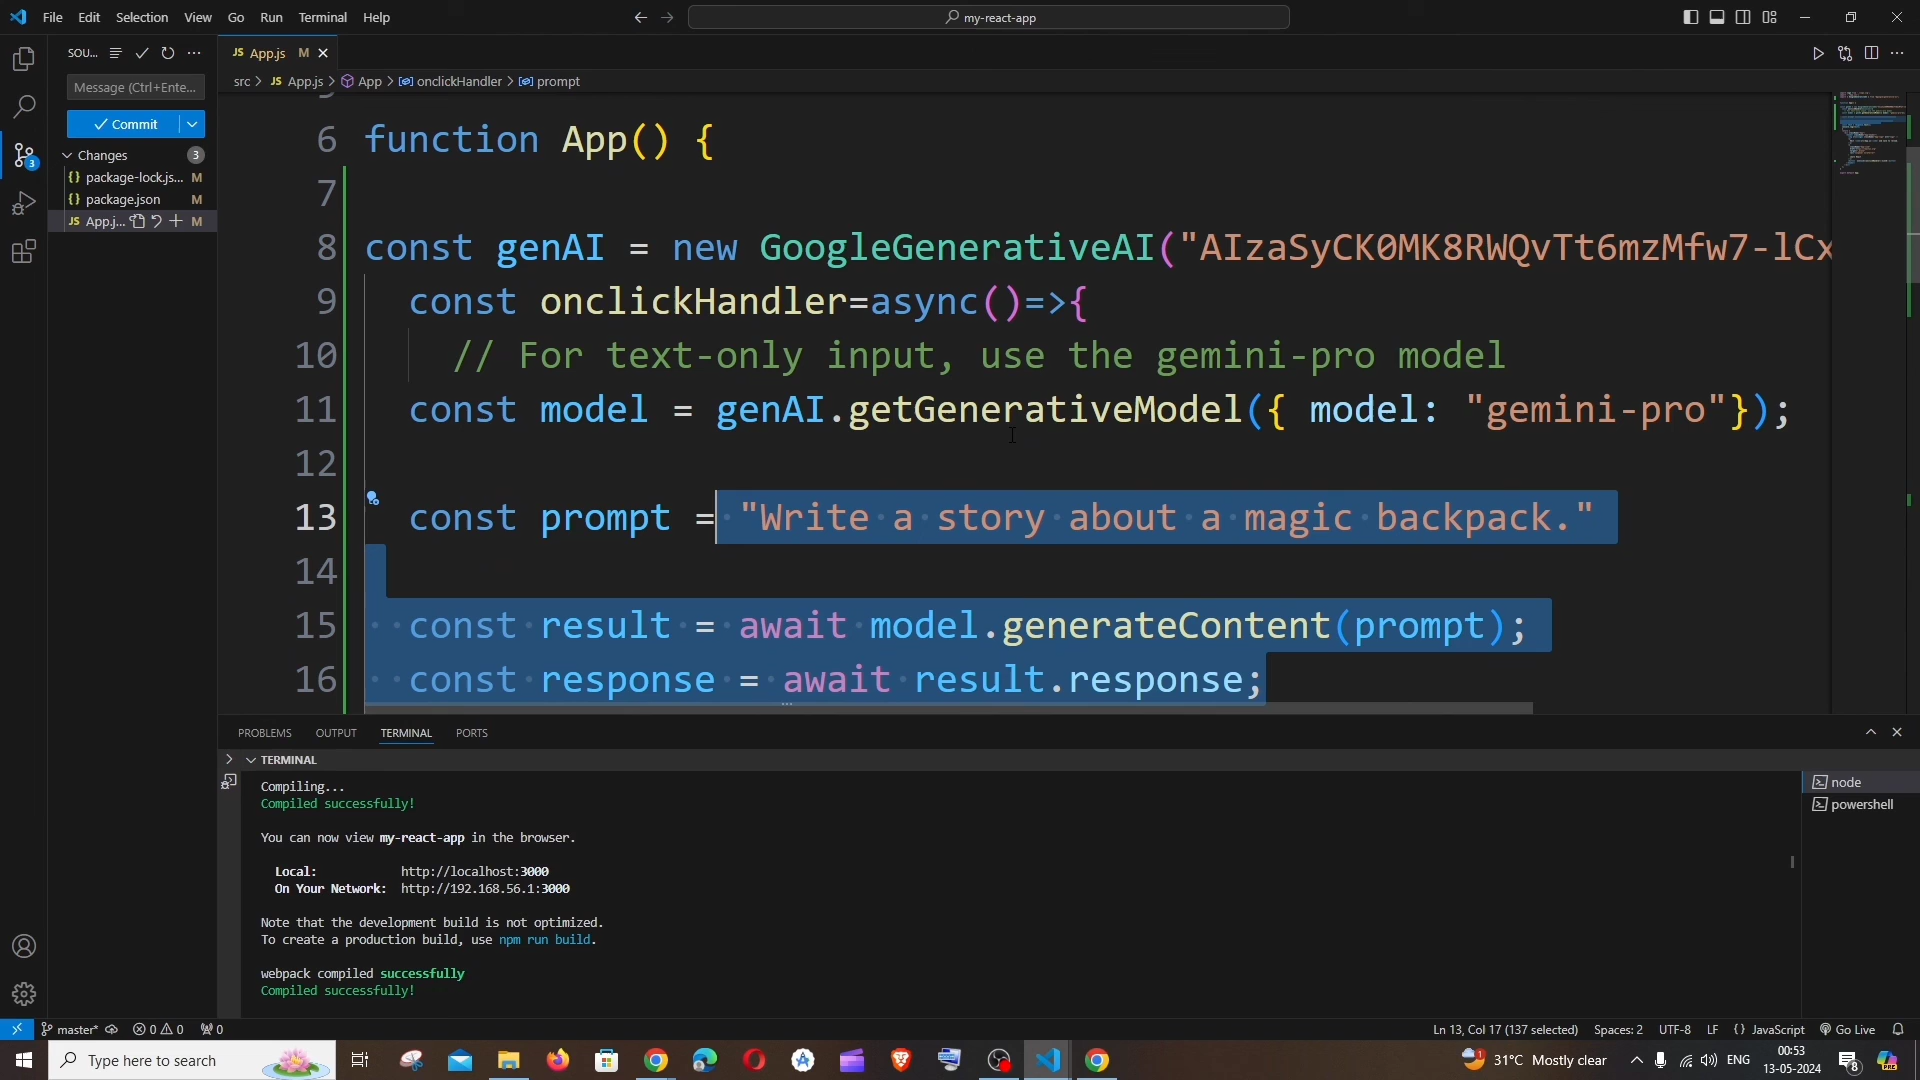 File Edit Selection View Go Run Terminal Help
my-react-app
SOU...
JS App.js M
Message (Ctrl+Ente...
src > JS App.js > App > onclickHandler > prompt
Commit
Changes 3
{} package-lock.js... M
{} package.json M
JS App.j... M
3
6 function App() {
7
8 const genAI = new GoogleGenerativeAI("AIzaSyCK0MK8RWQvTt6mzMfw7-lCx
9 const onclickHandler=async()=>{
10 // For text-only input, use the gemini-pro model
11 const model = genAI.getGenerativeModel({ model: "gemini-pro"});
12
13 const prompt = "Write a story about a magic backpack."
14
15 const result = await model.generateContent(prompt);
16 const response = await result.response;
PROBLEMS OUTPUT TERMINAL PORTS
TERMINAL
Compiling...
Compiled successfully!
You can now view my-react-app in the browser.
Local: http://localhost:3000
On Your Network: http://192.168.56.1:3000
Note that the development build is not optimized.
To create a production build, use npm run build.
webpack compiled successfully
Compiled successfully!
node
powershell
master* 0 0 0
Ln 13, Col 17 (137 selected) Spaces: 2 UTF-8 LF {} JavaScript Go Live
Type here to search
31°C Mostly clear
ENG
00:53
13-05-2024
8